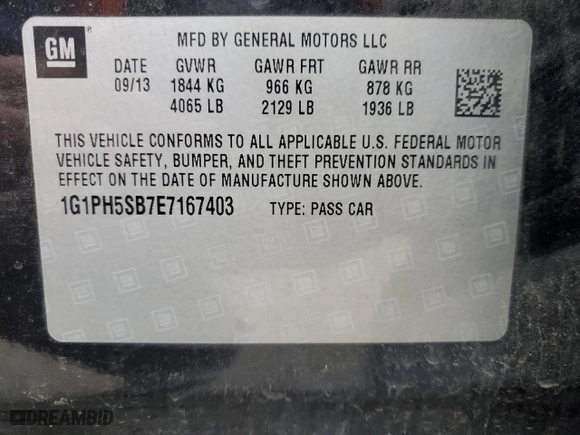 GM
MFD BY GENERAL MOTORS LLC
DATE GVWR GAWR FRT GAWR RR
09/13 1844 KG 966 KG 878 KG
4065 LB 2129 LB 1936 LB
THIS VEHICLE CONFORMS TO ALL APPLICABLE U.S. FEDERAL MOTOR
VEHICLE SAFETY, BUMPER, AND THEFT PREVENTION STANDARDS IN
EFFECT ON THE DATE OF MANUFACTURE SHOWN ABOVE.
1G1PH5SB7E7167403 TYPE: PASS CAR
DREAMBID